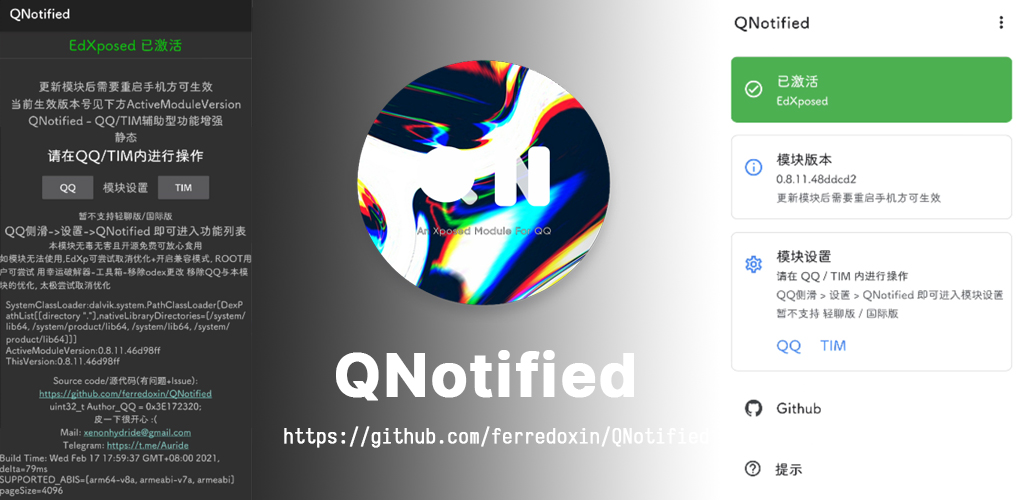 QNotified
EdXposed 已激活
更新模块后需要重启手机方可生效
当前生效版本号见下方ActiveModuleVersion
QNotified - QQ/TIM辅助型功能增强
静态
请在QQ/TIM内进行操作
QQ 模块设置 TIM
暂不支持轻聊版/国际版
QQ侧滑->设置->QNotified 即可进入功能列表
本模块无毒无害且开源免费可放心食用
如模块无法使用,EdXp可尝试取消优化+开启兼容模式, ROOT用
户可尝试 用幸运破解器-工具箱-移除odex更改 移除QQ与本模
块的优化, 太极尝试取消优化
SystemClassLoader:dalvik.system.PathClassLoader[DexP
athList[[directory "."],nativeLibraryDirectories=[/system/
lib64, /system/product/lib64, /system/lib64, /system/
product/lib64]]]
ActiveModuleVersion:0.8.11.46d98ff
ThisVersion:0.8.11.46d98ff
Source code/源代码(有问题+Issue):
https://github.com/ferredoxin/QNotified
uint32_t Author_QQ = 0x3E172320;
皮一下很开心 :(
Mail: xenonhydride@gmail.com
Telegram: https://t.me/Auride
Build Time: Wed Feb 17 17:59:37 GMT+08:00 2021,
delta=79ms
SUPPORTED_ABIS=[arm64-v8a, armeabi-v7a, armeabi]
pageSize=4096
QN
An Xposed Module For QQ
QNotified
https://github.com/ferredoxin/QNotified
QNotified
已激活
EdXposed
模块版本
0.8.11.48ddcd2
更新模块后需要重启手机方可生效
模块设置
请在 QQ / TIM 内进行操作
QQ侧滑 > 设置 > QNotified 即可进入模块设置
暂不支持 轻聊版 / 国际版
QQ TIM
Github
提示